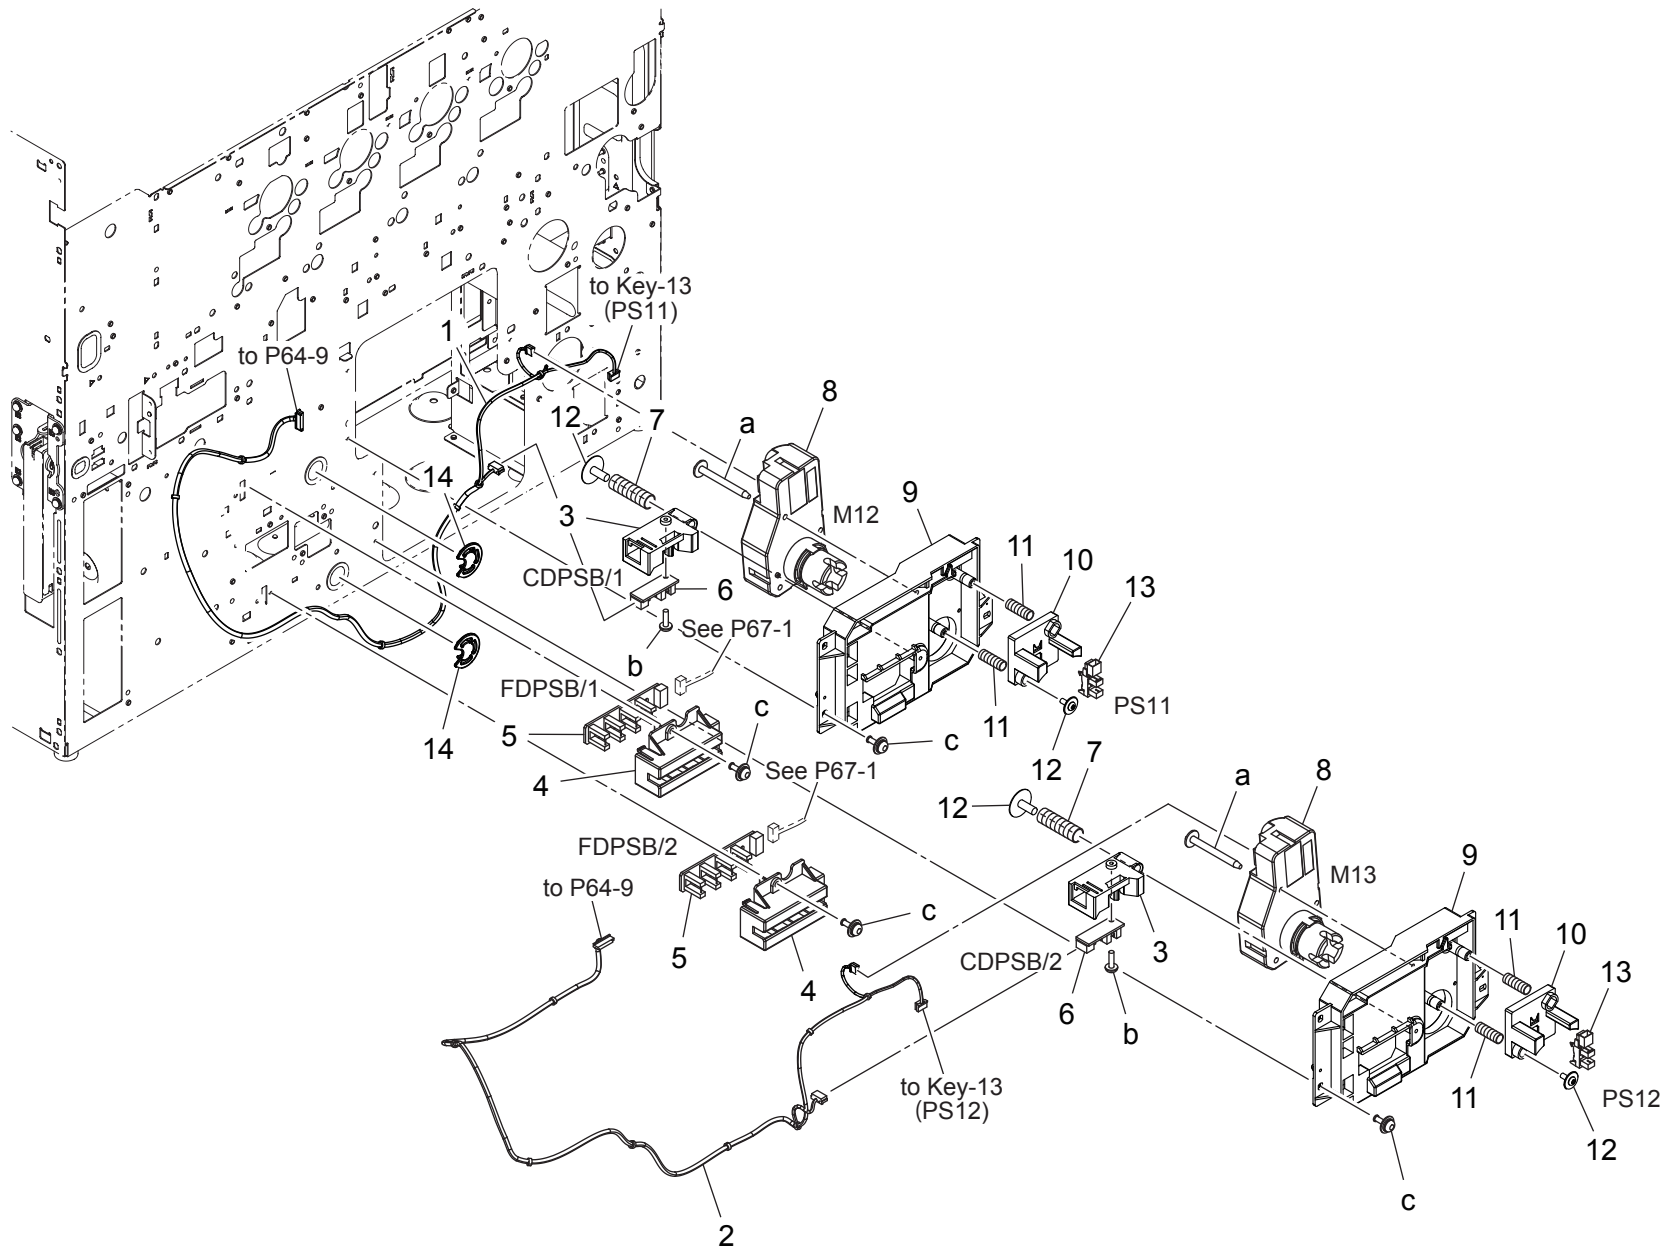 to Key-13
(PS11)
1
to P64-9
8
12
7
a
14
9
M12
3
11
10
CDPSB/1
13
6
See P67-1
b
FDPSB/1
c
PS11
14
5
11
c
12
7
4
See P67-1
a
8
12
FDPSB/2
9
M13
to P64-9
c
5
3
10
CDPSB/2
11
13
4
6
b
to Key-13
(PS12)
11
PS12
12
c
2